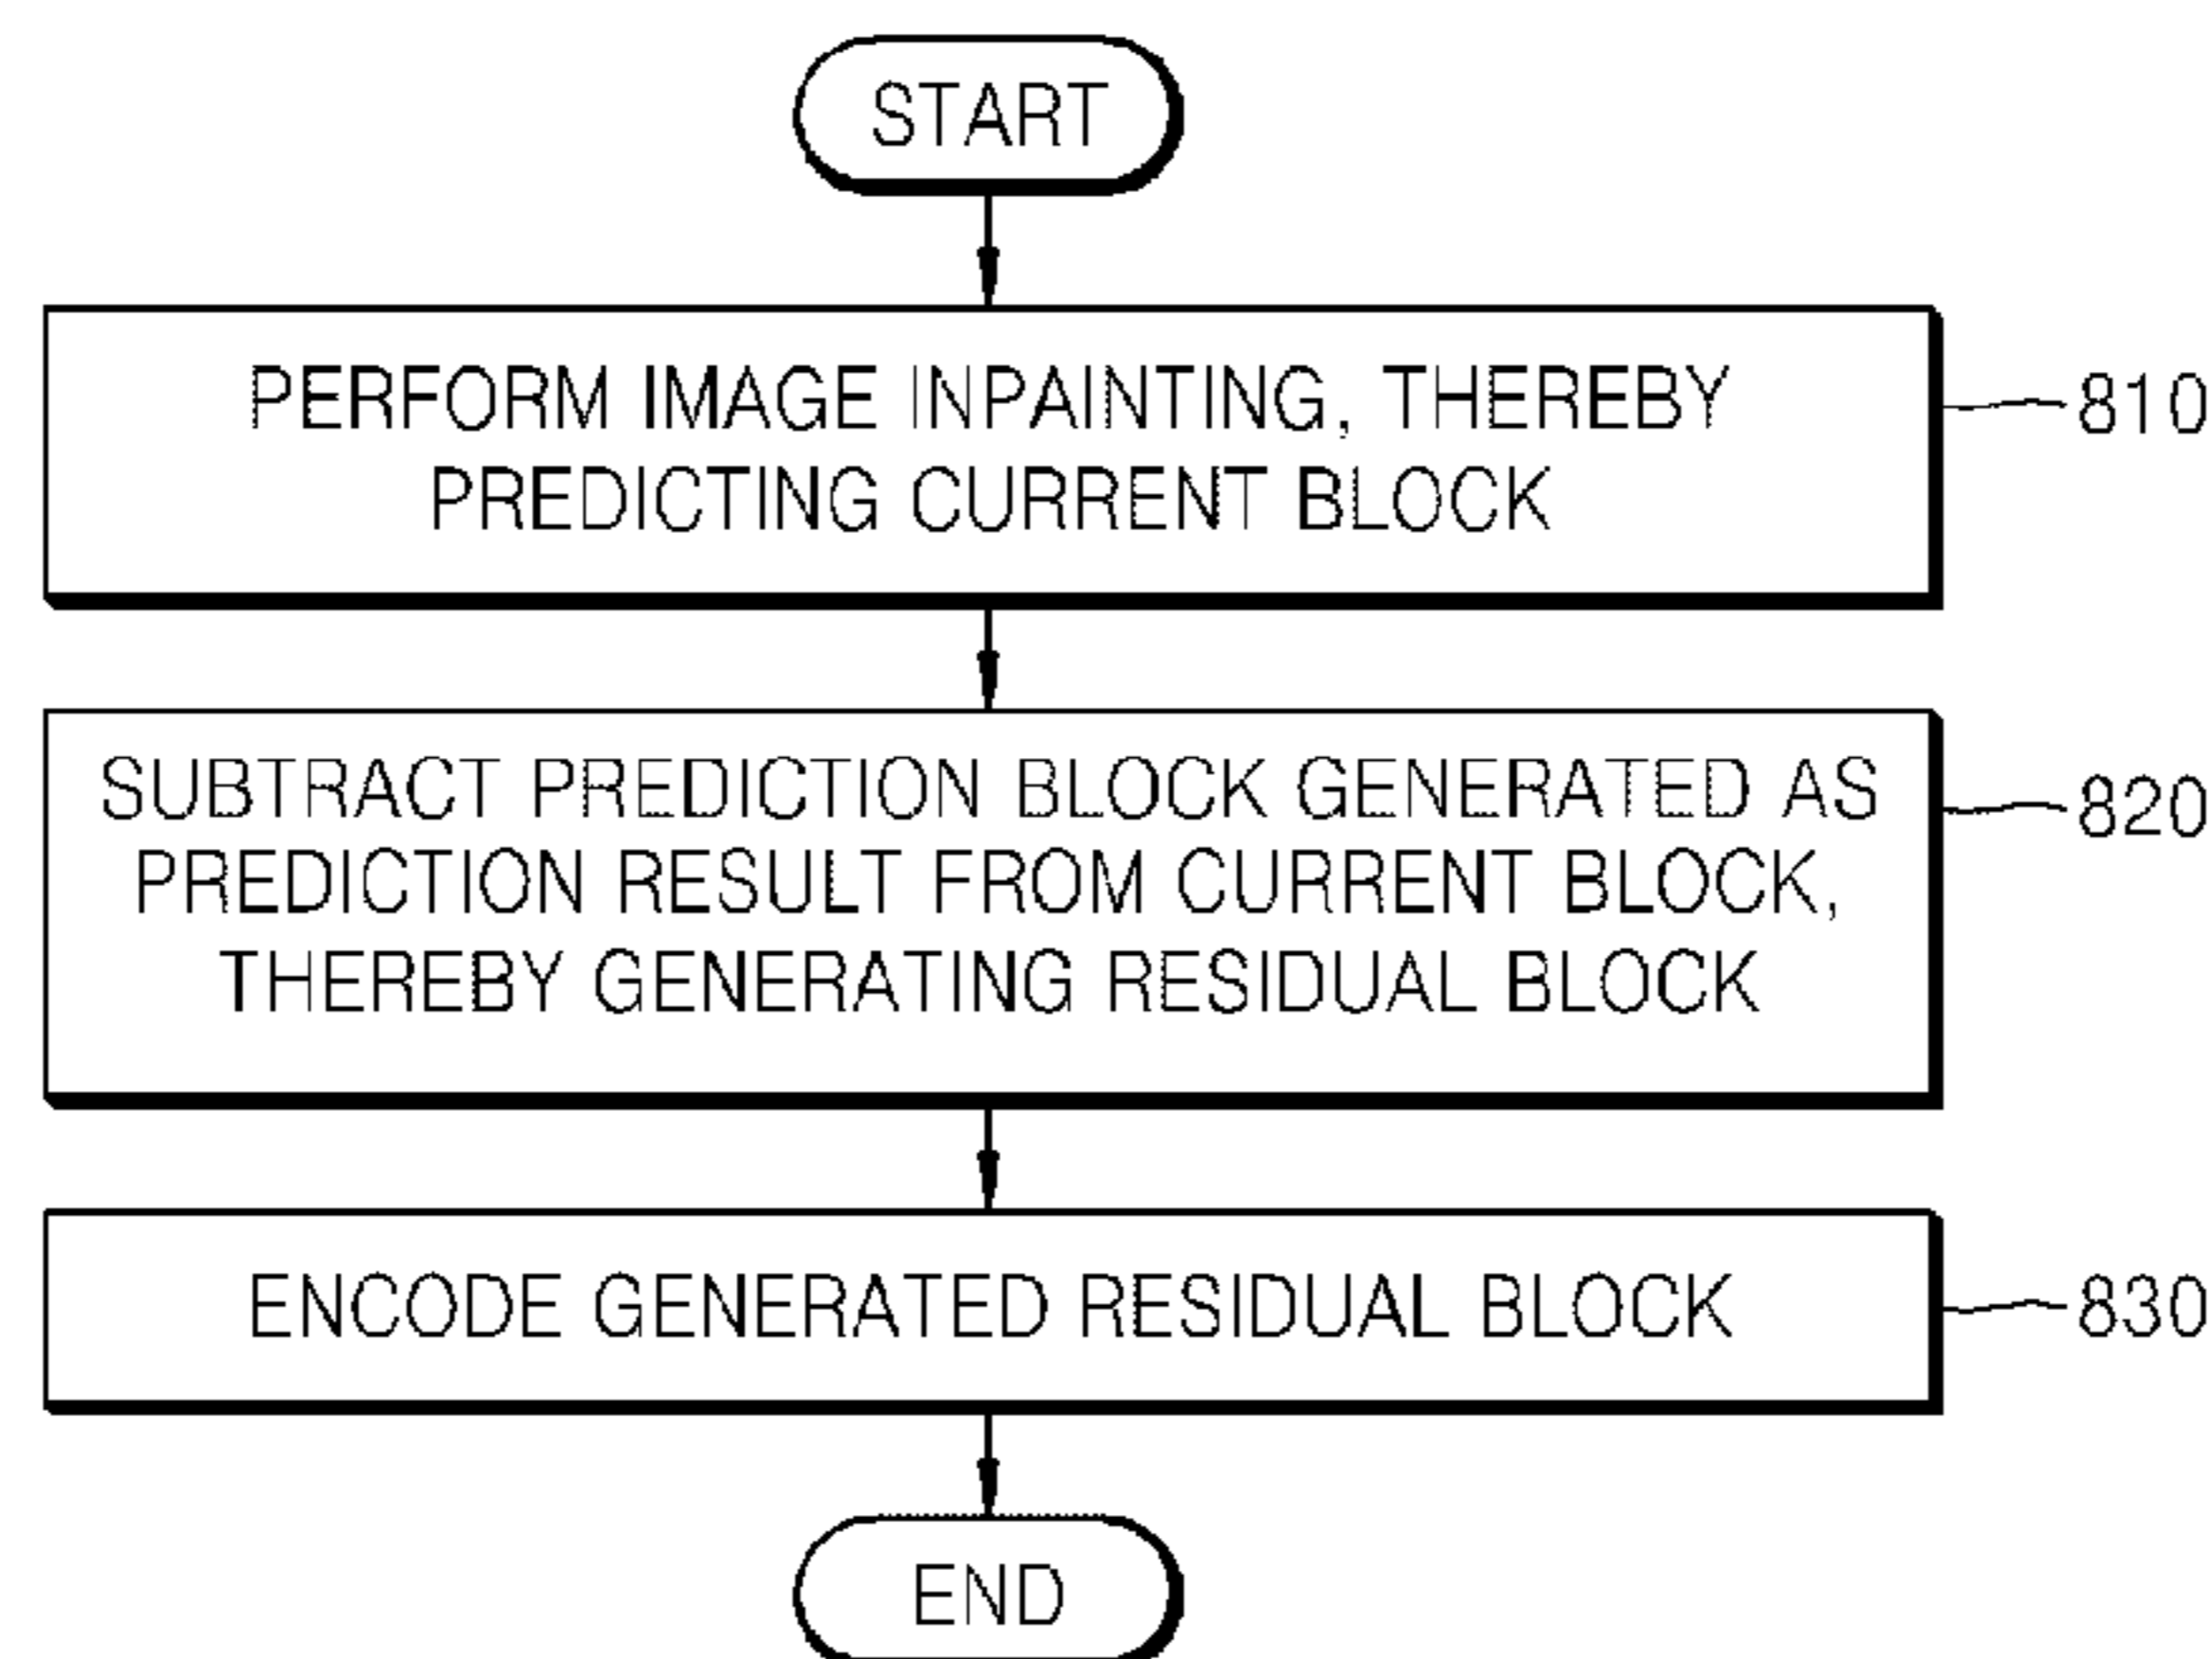 START
PERFORM IMAGE INPAINTING, THEREBY
PREDICTING CURRENT BLOCK
810
SUBTRACT PREDICTION BLOCK GENERATED AS
PREDICTION RESULT FROM CURRENT BLOCK,
THEREBY GENERATING RESIDUAL BLOCK
820
ENCODE GENERATED RESIDUAL BLOCK
830
END